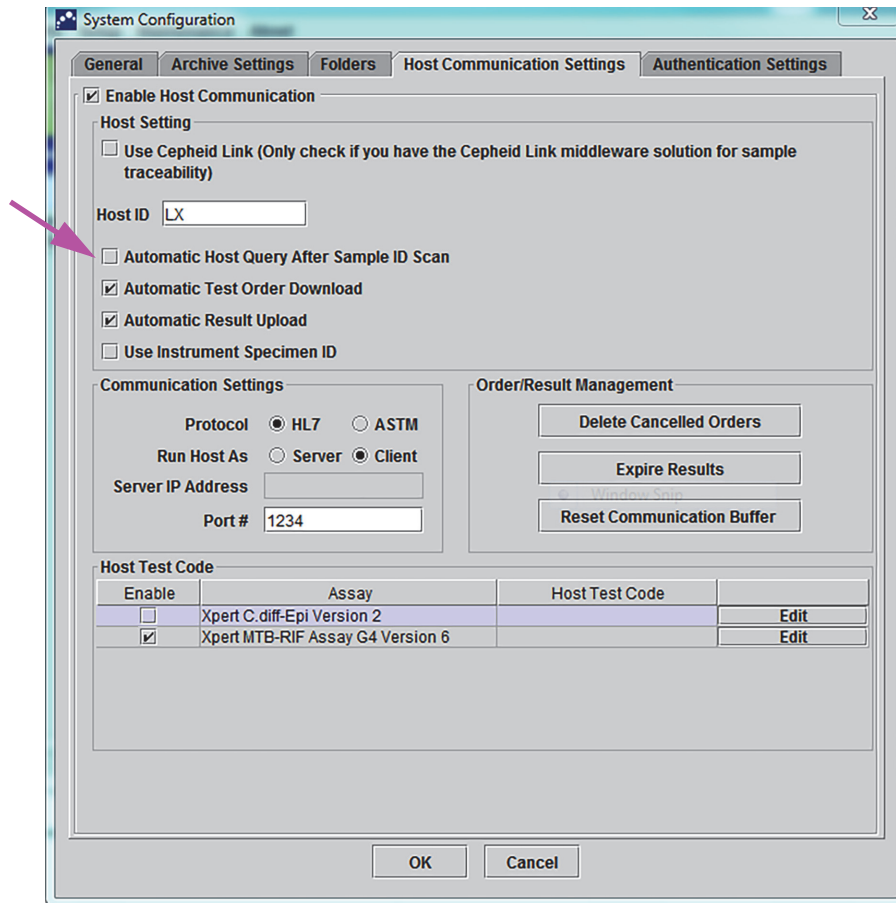 System Configuration
General Archive Settings Folders Host Communication Settings Authentication Settings
Enable Host Communication
Host Setting
Use Cepheid Link (Only check if you have the Cepheid Link middleware solution for sample
traceability)
Host ID LX
Automatic Host Query After Sample ID Scan
Automatic Test Order Download
Automatic Result Upload
Use Instrument Specimen ID
Communication Settings
Protocol HL7 ASTM
Run Host As Server Client
Server IP Address
Port # 1234
Order/Result Management
Delete Cancelled Orders
Expire Results
Window Snip
Reset Communication Buffer
Host Test Code
Enable Assay Host Test Code
Xpert C.diff-Epi Version 2 Edit
Xpert MTB-RIF Assay G4 Version 6 Edit
OK Cancel